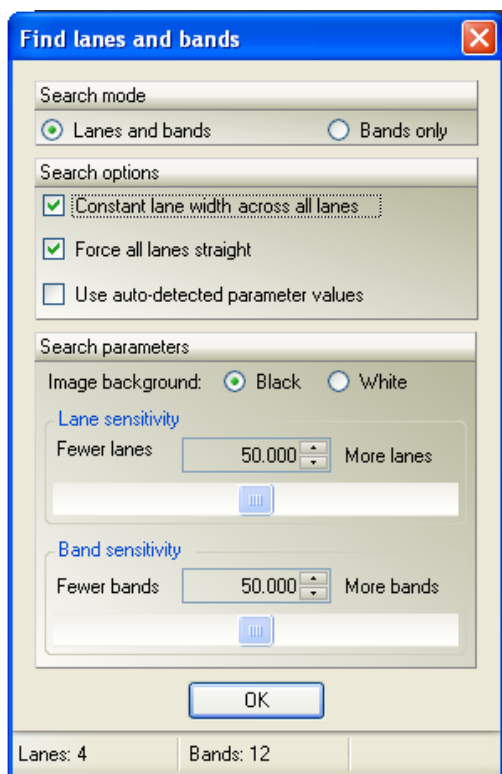 Find lanes and bands
Search mode
Lanes and bands Bands only
Search options
Constant lane width across all lanes
Force all lanes straight
Use auto-detected parameter values
Search parameters
Image background: Black White
Lane sensitivity
Fewer lanes 50.000 More lanes
Band sensitivity
Fewer bands 50.000 More bands
OK
Lanes: 4 Bands: 12